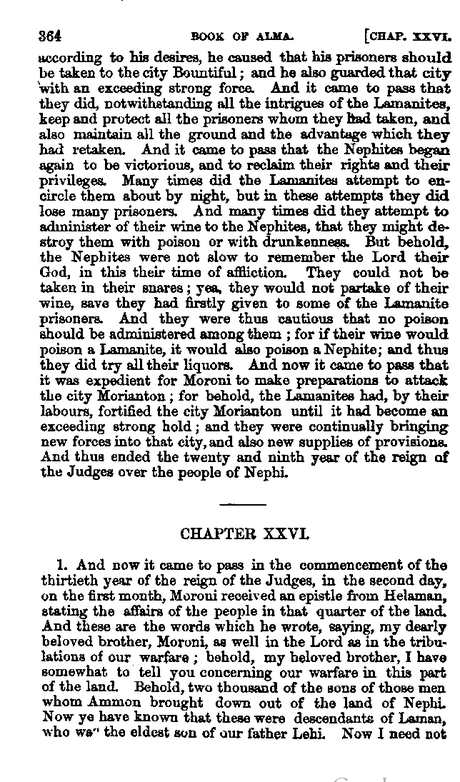 364 BOOK OF ALMA. [CHAP. XXVI.
according to his desires, he caused that his prisoners should
be taken to the city Bountiful; and he also guarded that city
with an exceeding strong force. And it came to pass that
they did, notwithstanding all the intrigues of the Lamanites,
keep and protect all the prisoners whom they had taken, and
also maintain all the ground and the advantage which they
had retaken. And it came to pass that the Nephites began
again to be victorious, and to reclaim their rights and their
privileges. Many times did the Lamanites attempt to en-
circle them about by night, but in these attempts they did
lose many prisoners. And many times did they attempt to
administer of their wine to the Nephites, that they might de-
stroy them with poison or with drunkenness. But behold,
the Nephites were not slow to remember the Lord their
God, in this their time of affliction. They could not be
taken in their snares; yea, they would not partake of their
wine, save they had firstly given to some of the Lamanite
prisoners. And they were thus cautious that no poison
should be administered among them; for if their wine would
poison a Lamanite, it would also poison a Nephite; and thus
they did try all their liquors. And now it came to pass that
it was expedient for Moroni to make preparations to attack
the city Morianton; for behold, the Lamanites had, by their
labours, fortified the city Morianton until it had become an
exceeding strong hold; and they were continually bringing
new forces into that city, and also new supplies of provisions.
And thus ended the twenty and ninth year of the reign of
the Judges over the people of Nephi.
CHAPTER XXVI.
1. And now it came to pass in the commencement of the
thirtieth year of the reign of the Judges, in the second day,
on the first month, Moroni received an epistle from Helaman,
stating the affairs of the people in that quarter of the land.
And these are the words which he wrote, saying, my dearly
beloved brother, Moroni, as well in the Lord as in the tribu-
lations of our warfare; behold, my beloved brother, I have
somewhat to tell you concerning our warfare in this part
of the land. Behold, two thousand of the sons of those men
whom Ammon brought down out of the land of Nephi.
Now ye have known that these were descendants of Laman,
who was the eldest son of our father Lehi. Now I need not